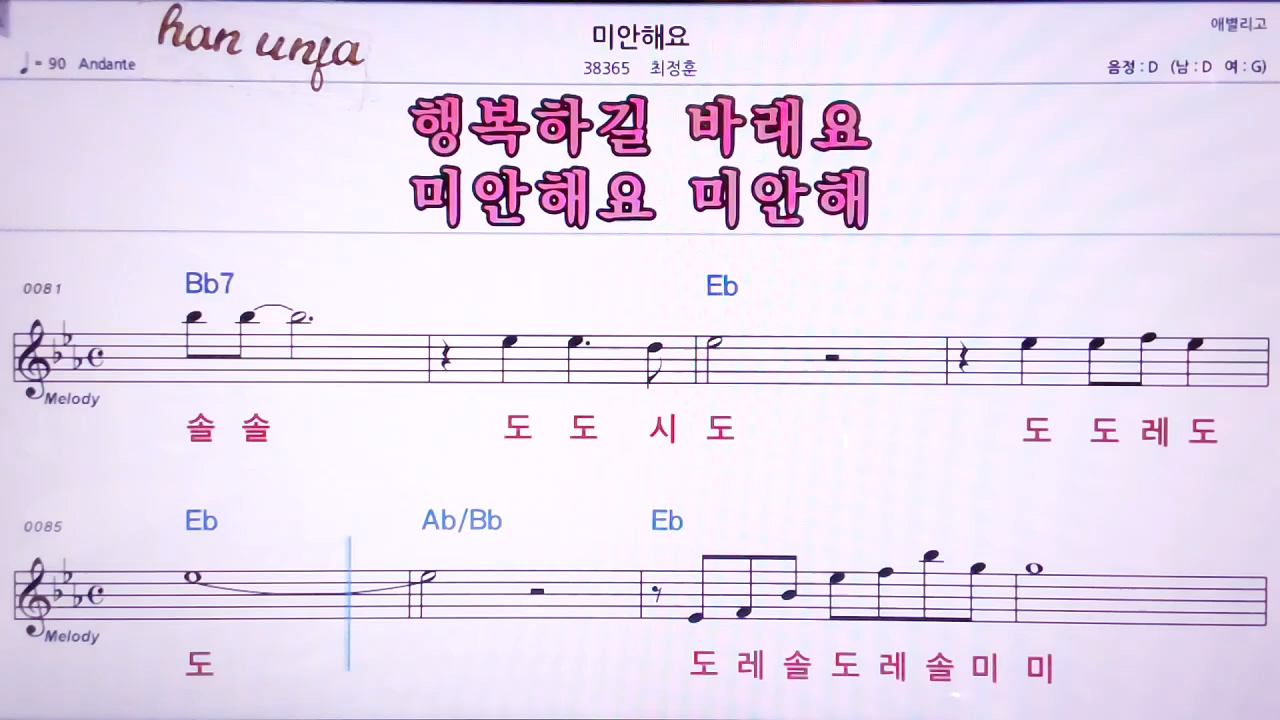 han unfa
미안해요
애별리고
♩= 90 Andante
38365 최정훈
음정 : D (남 : D 여 : G)
행복하길 바래요
미안해요 미안해
0081 Bb7 Eb
Melody
솔 솔 도 도 시 도 도 도 레 도
0085 Eb Ab/Bb Eb
Melody
도 도 레 솔 도 레 솔 미 미